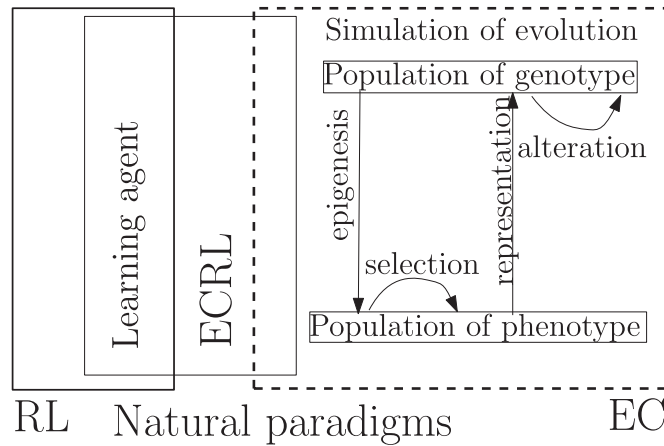 Simulation of evolution
Population of genotype
epigenesis
representation
alteration
Learning agent
ECRL
selection
Population of phenotype
RL
Natural paradigms
EC